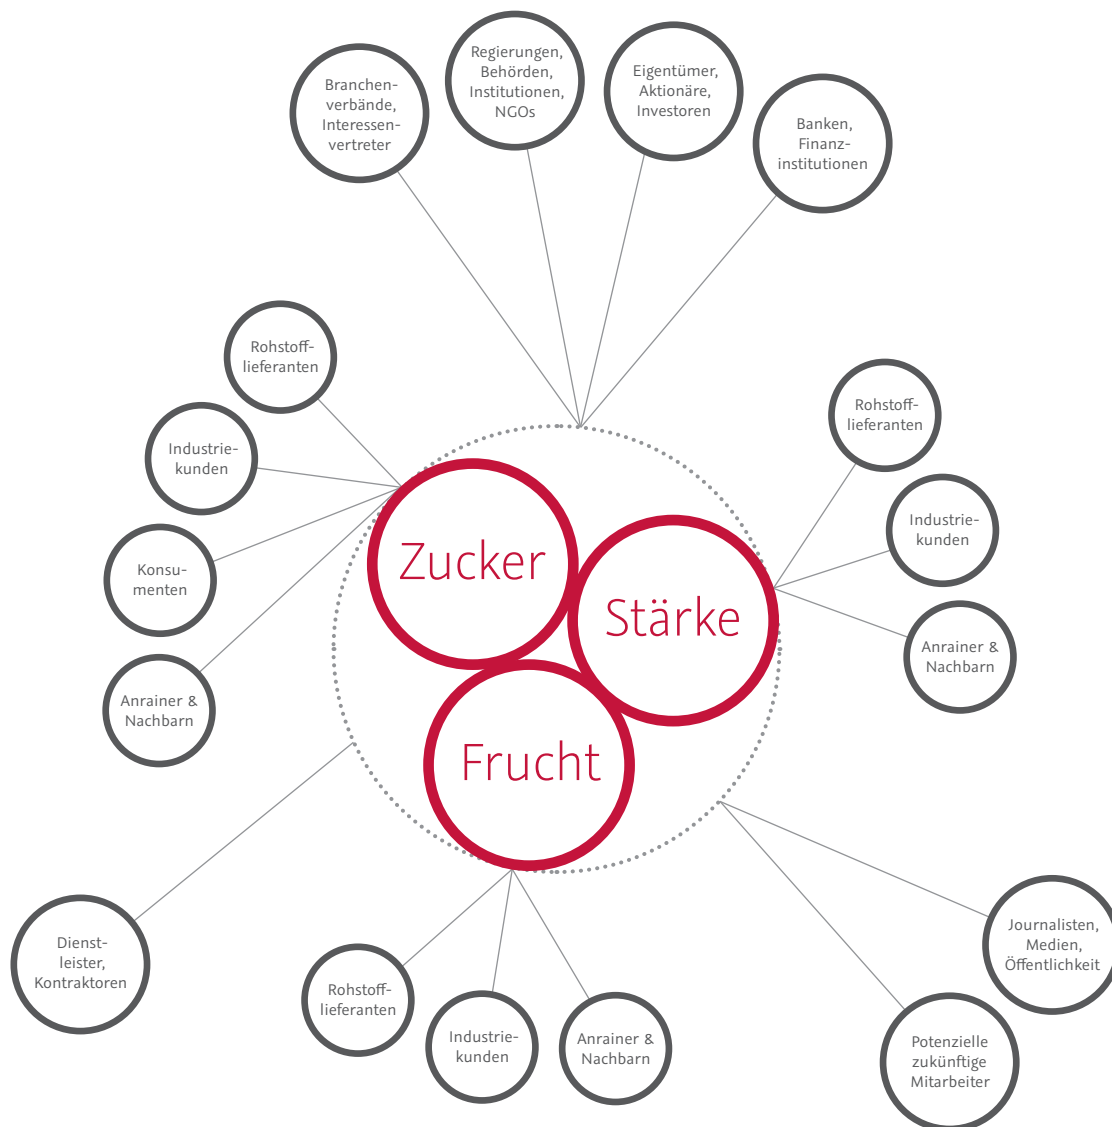 Branchen-
verbände,
Interessen-
vertreter
Regierungen,
Behörden,
Institutionen,
NGOs
Eigentümer,
Aktionäre,
Investoren
Banken,
Finanz-
institutionen
Rohstoff-
lieferanten
Industrie-
kunden
Konsu-
menten
Anrainer &
Nachbarn
Zucker
Stärke
Frucht
Rohstoff-
lieferanten
Industrie-
kunden
Anrainer &
Nachbarn
Dienst-
leister,
Kontraktoren
Rohstoff-
lieferanten
Industrie-
kunden
Anrainer &
Nachbarn
Journalisten,
Medien,
Öffentlichkeit
Potenzielle
zukünftige
Mitarbeiter